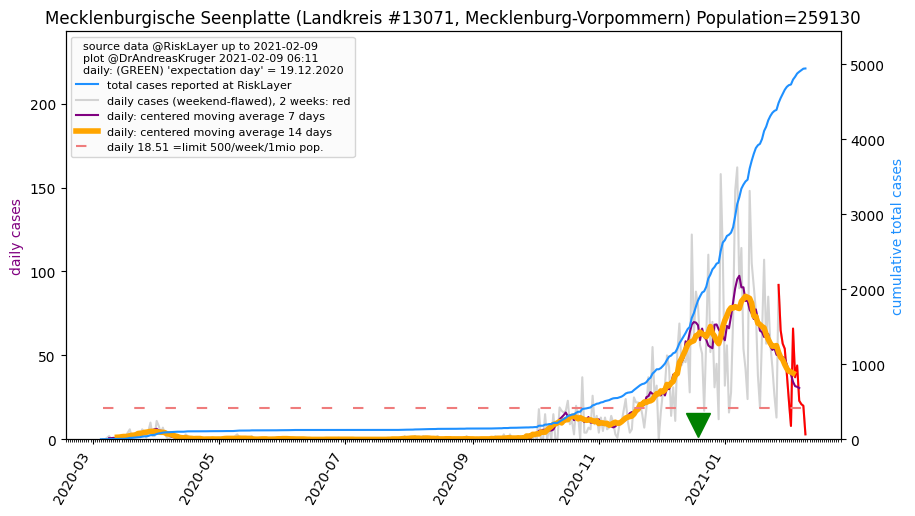 Mecklenburgische Seenplatte (Landkreis #13071, Mecklenburg-Vorpommern) Population=259130
source data @RiskLayer up to 2021-02-09
plot @DrAndreasKruger 2021-02-09 06:11
daily: (GREEN) 'expectation day' = 19.12.2020
total cases reported at RiskLayer
daily cases (weekend-flawed), 2 weeks: red
daily: centered moving average 7 days
daily: centered moving average 14 days
daily 18.51 =limit 500/week/1mio pop.
daily cases
200
150
100
50
0
cumulative total cases
5000
4000
3000
2000
1000
0
2020-03
2020-05
2020-07
2020-09
2020-11
2021-01